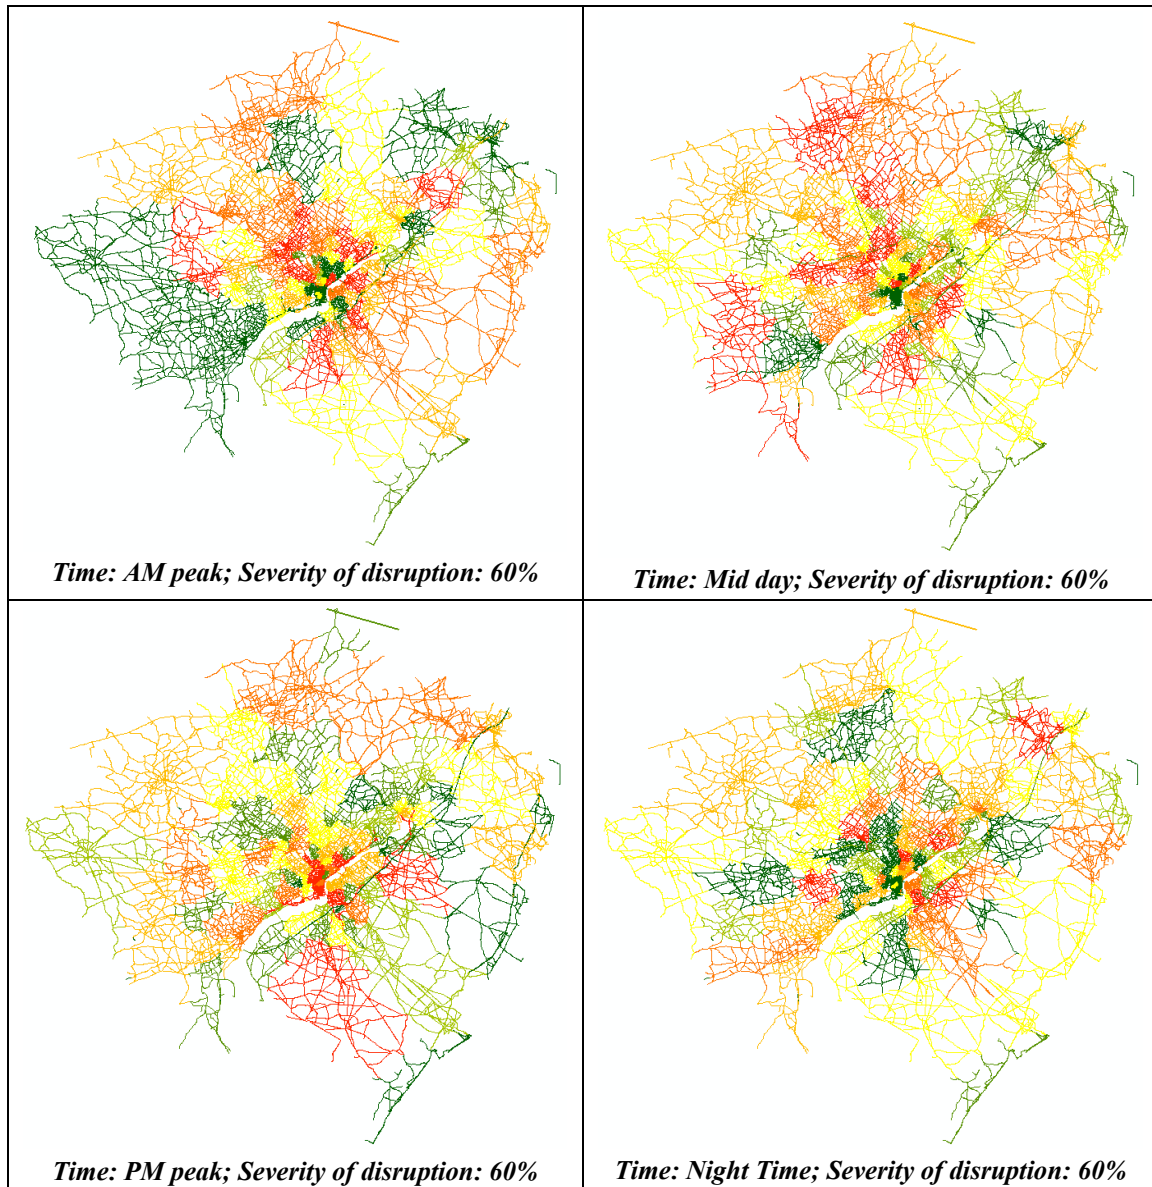 Time: AM peak; Severity of disruption: 60%
Time: Mid day; Severity of disruption: 60%
Time: PM peak; Severity of disruption: 60%
Time: Night Time; Severity of disruption: 60%